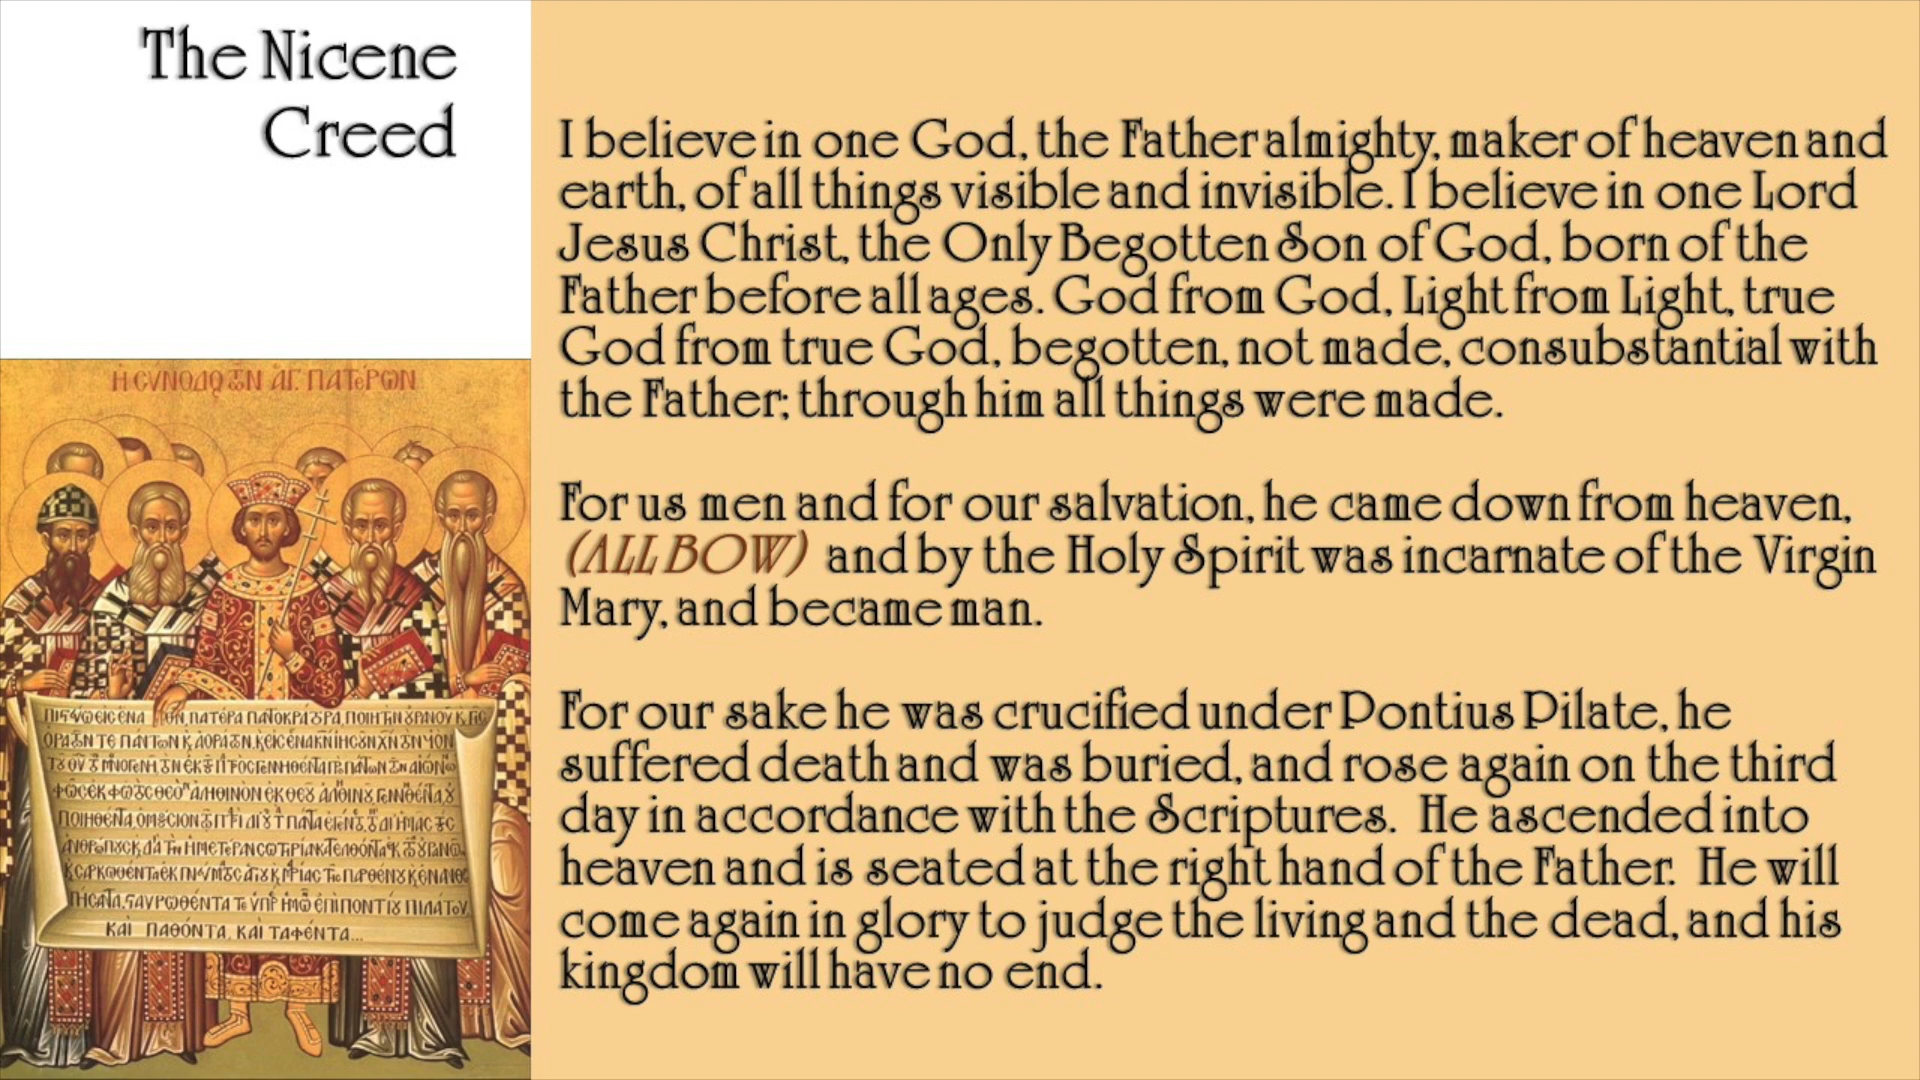 The Nicene
Creed
I believe in one God, the Father almighty, maker of heaven and
earth, of all things visible and invisible. I believe in one Lord
Jesus Christ, the Only Begotten Son of God, born of the
Father before all ages. God from God, Light from Light, true
God from true God, begotten, not made, consubstantial with
the Father; through him all things were made.
For us men and for our salvation, he came down from heaven,
(ALL BOW) and by the Holy Spirit was incarnate of the Virgin
Mary, and became man.
For our sake he was crucified under Pontius Pilate, he
suffered death and was buried, and rose again on the third
day in accordance with the Scriptures. He ascended into
heaven and is seated at the right hand of the Father. He will
come again in glory to judge the living and the dead, and his
kingdom will have no end.
ΠΑΤΕΡΩΝ
ΚΑΙ ΠΑΘΟΝΤΑ, ΚΑΙ ΤΑΦΕΝΤΑ...